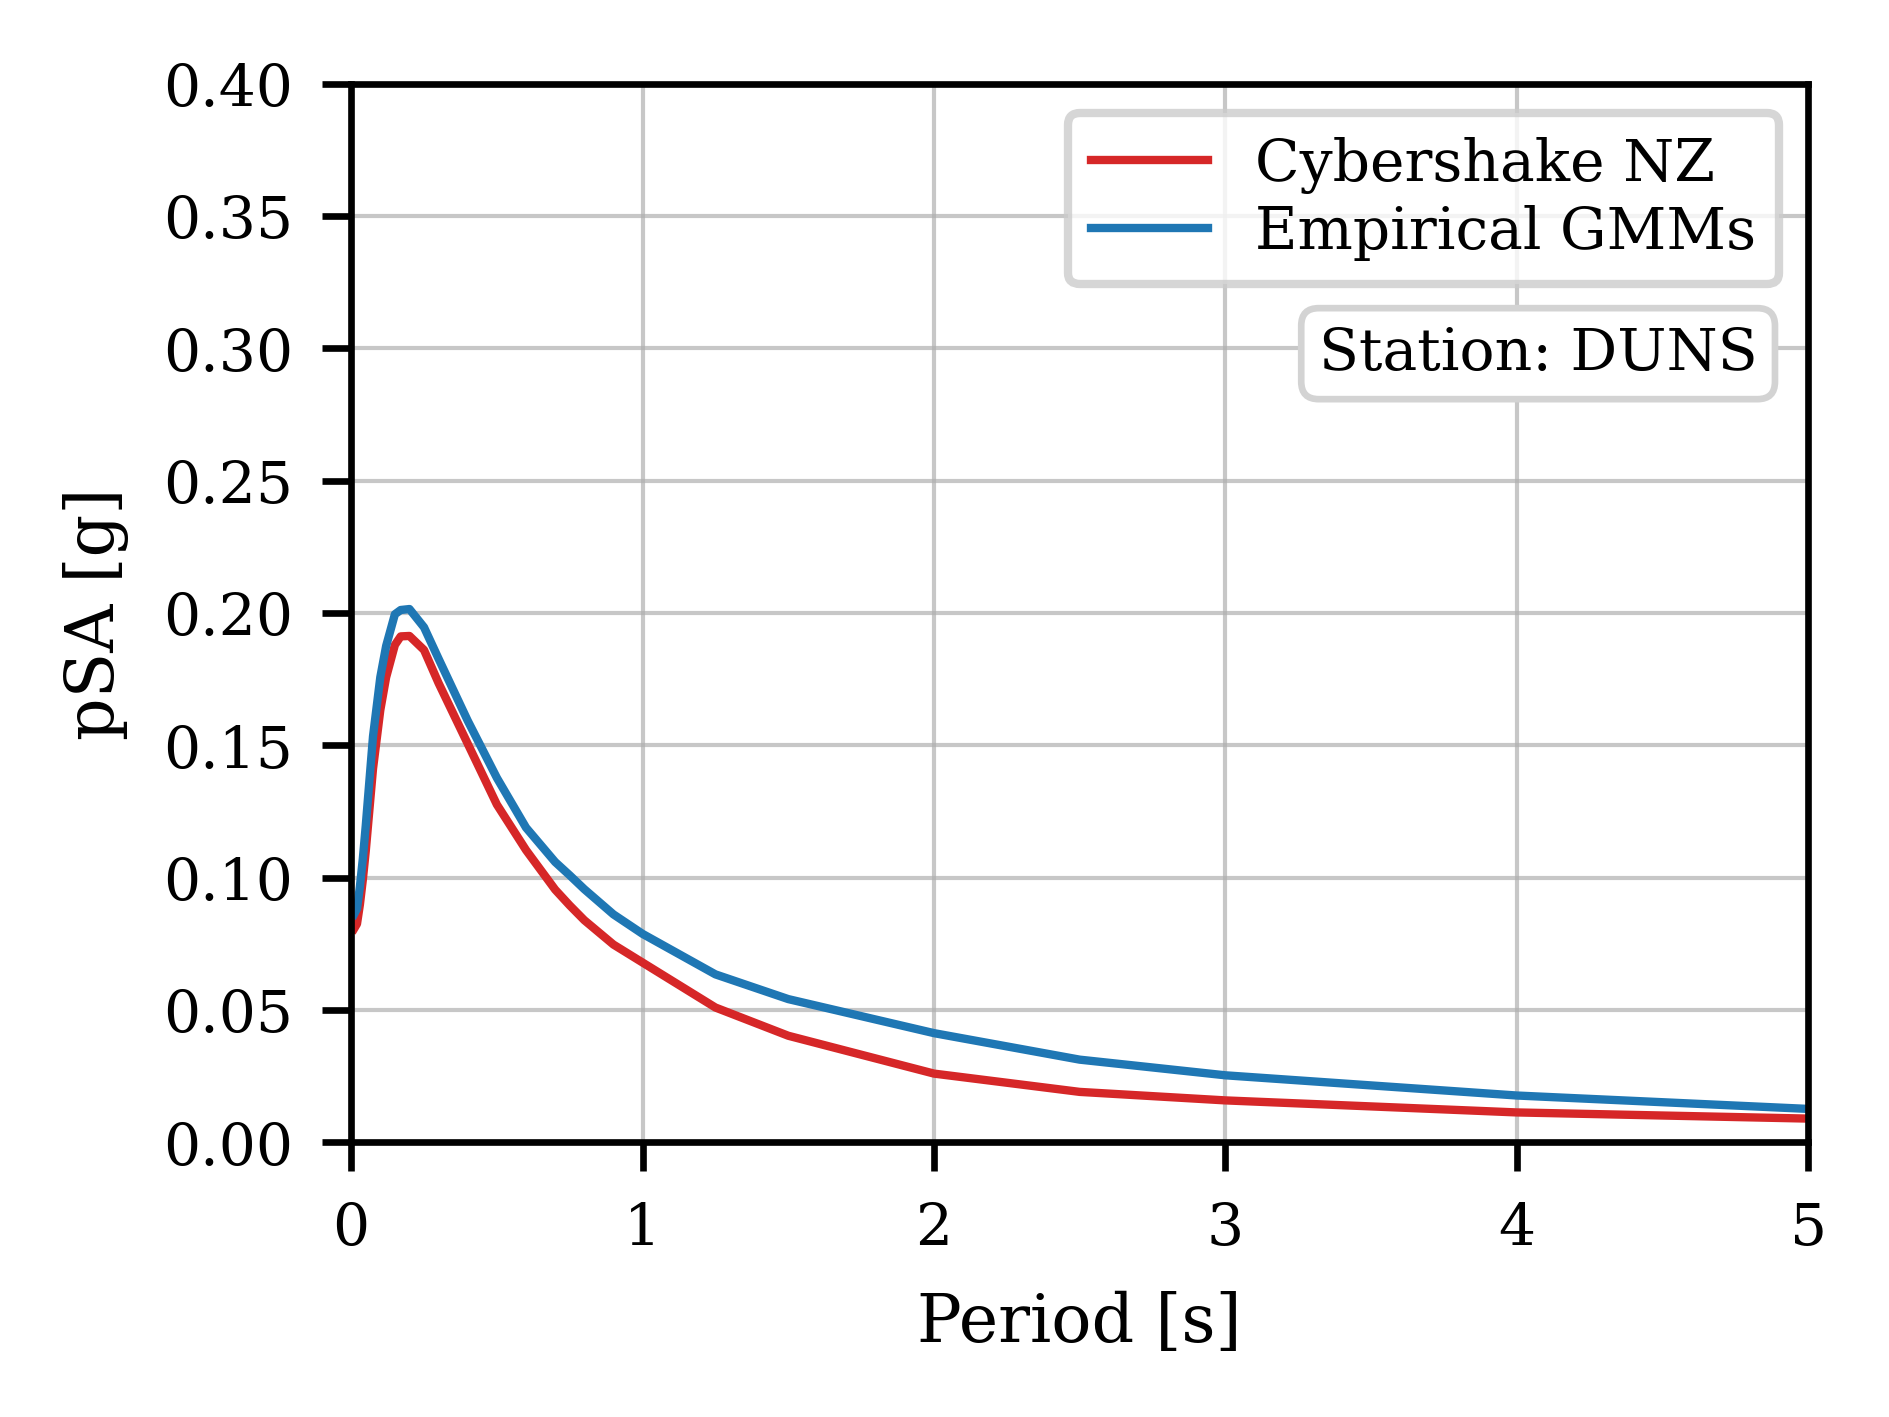 0.40
0.35
0.30
0.25
0.20
0.15
0.10
0.05
0.00
pSA [g]
Cybershake NZ
Empirical GMMs
Station: DUNS
0 1 2 3 4 5
Period [s]